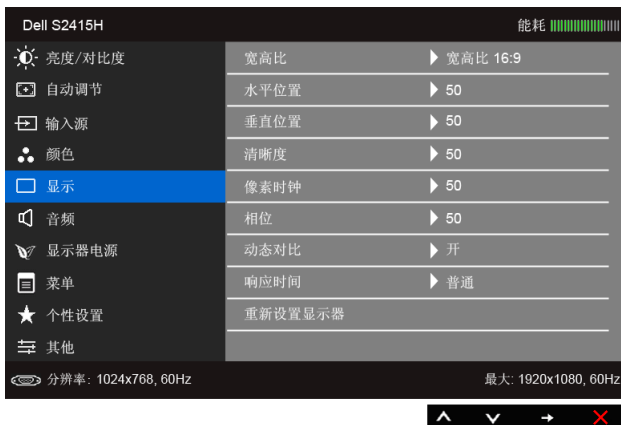 Dell S2415H 能耗
亮度/对比度 宽高比 宽高比 16:9
自动调节 水平位置 50
输入源 垂直位置 50
颜色 清晰度 50
显示 像素时钟 50
音频 相位 50
显示器电源 动态对比 开
菜单 响应时间 普通
个性设置 重新设置显示器
其他
分辨率: 1024x768, 60Hz 最大: 1920x1080, 60Hz